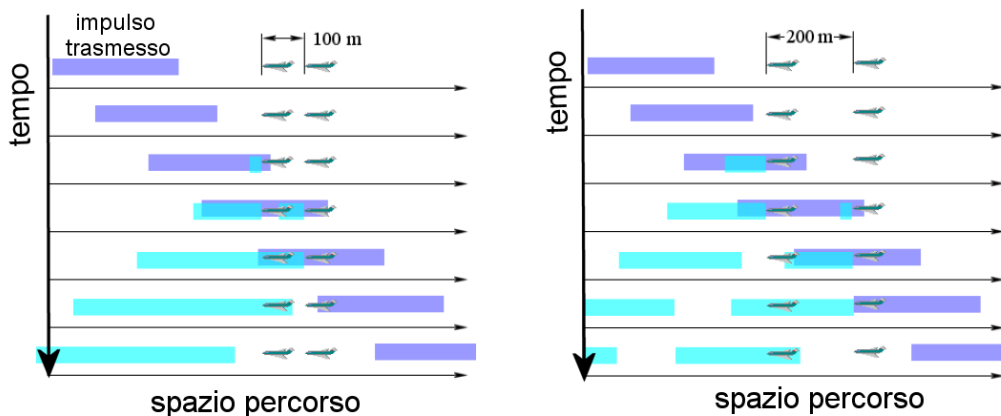 impulso
trasmesso
100 m
tempo
spazio percorso
200 m
tempo
spazio percorso